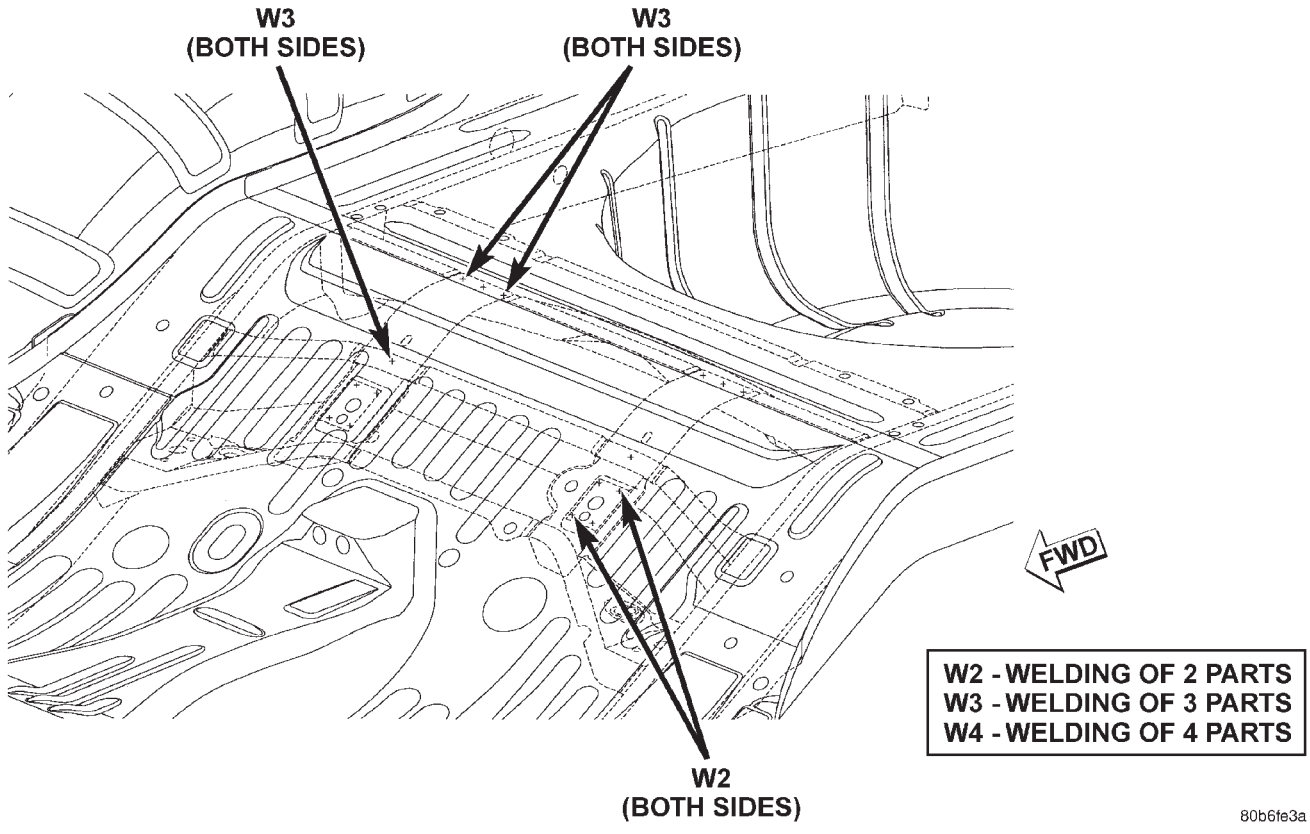 W3
(BOTH SIDES)
W3
(BOTH SIDES)
FWD
W2 - WELDING OF 2 PARTS
W3 - WELDING OF 3 PARTS
W4 - WELDING OF 4 PARTS
W2
(BOTH SIDES)
80b6fe3a